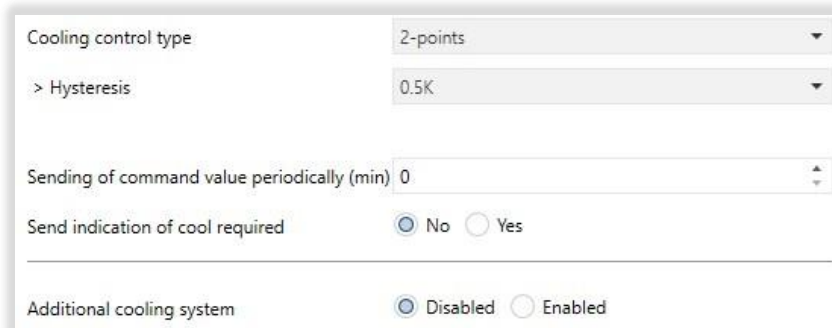 Cooling control type 2-points
> Hysteresis 0.5K
Sending of command value periodically (min) 0
Send indication of cool required No Yes
Additional cooling system Disabled Enabled